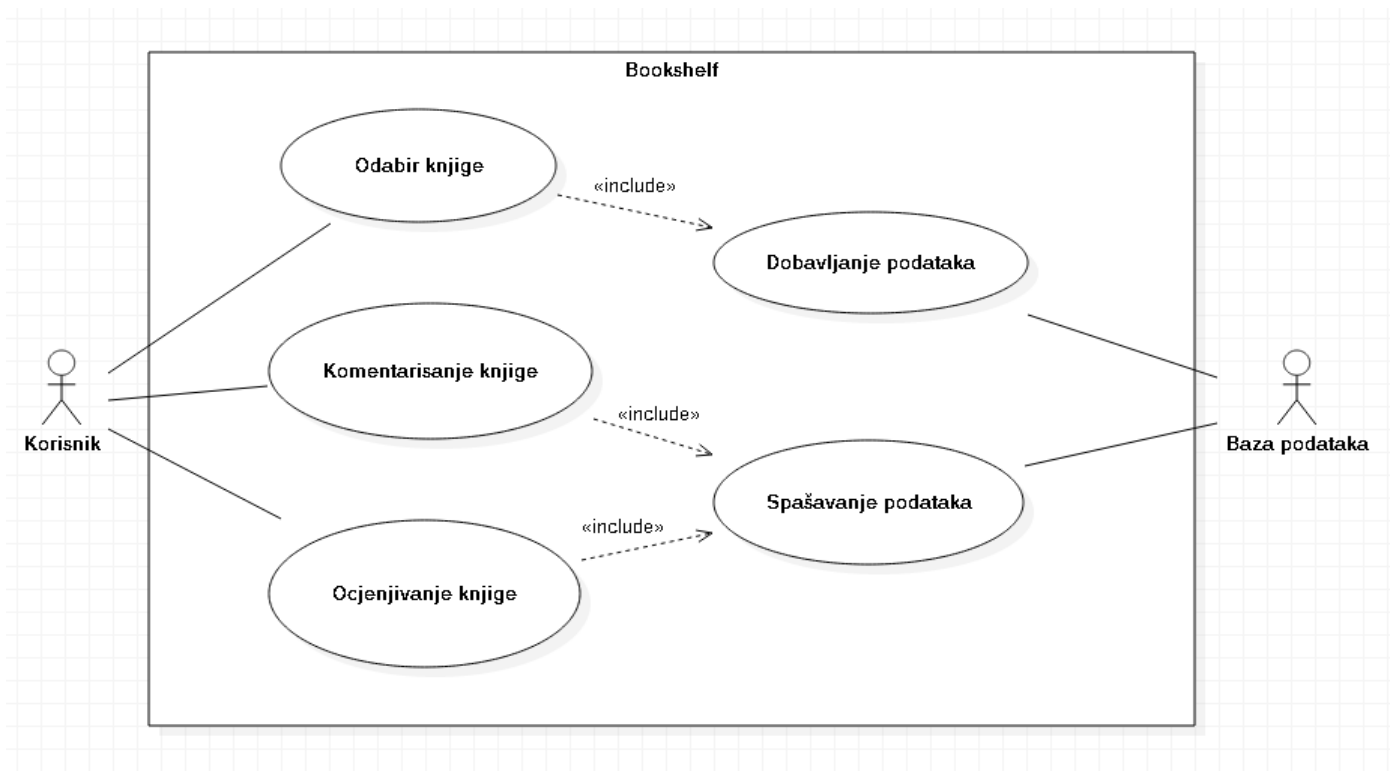 Bookshelf
Odabir knjige
«include»
Dobavljanje podataka
Komentarisanje knjige
«include»
Korisnik
Baza podataka
Spašavanje podataka
«include»
Ocjenjivanje knjige